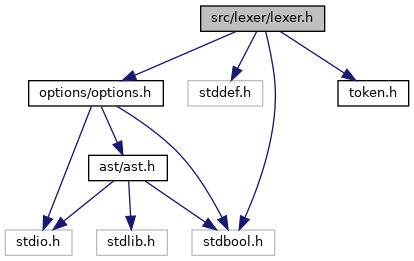 src/lexer/lexer.h
options/options.h
stddef.h
token.h
ast/ast.h
stdio.h
stdlib.h
stdbool.h